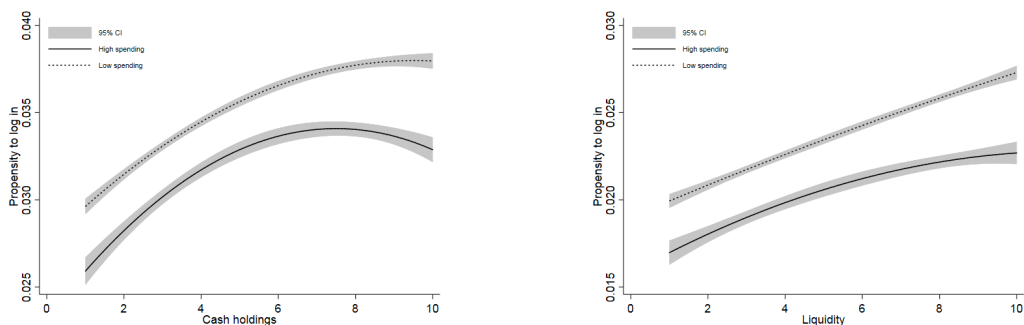 0.040
95% CI
High spending
Low spending
0.035
Propensity to log in
0.030
0.025
0 2 4 6 8 10
Cash holdings
0.030
95% CI
High spending
Low spending
0.025
Propensity to log in
0.020
0.015
0 2 4 6 8 10
Liquidity